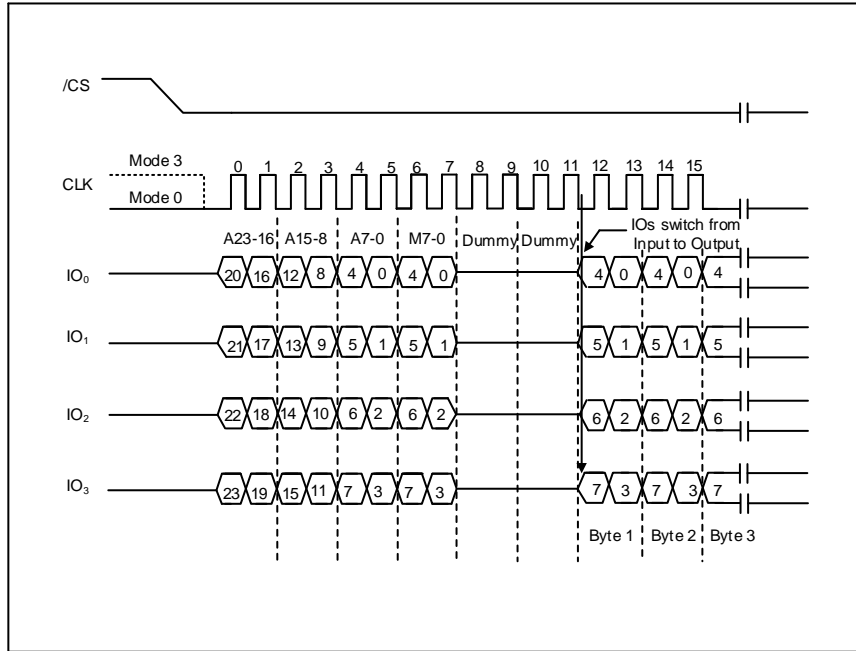 /CS
Mode 3
CLK
Mode 0
0 1 2 3 4 5 6 7 8 9 10 11 12 13 14 15
IOs switch from
Input to Output
A23-16 A15-8 A7-0 M7-0 Dummy Dummy
IO0 20 16 12 8 4 0 4 0 4 0 4 0 4
IO1 21 17 13 9 5 1 5 1 5 1 5 1 5
IO2 22 18 14 10 6 2 6 2 6 2 6 2 6
IO3 23 19 15 11 7 3 7 3 7 3 7 3 7
Byte 1 Byte 2 Byte 3